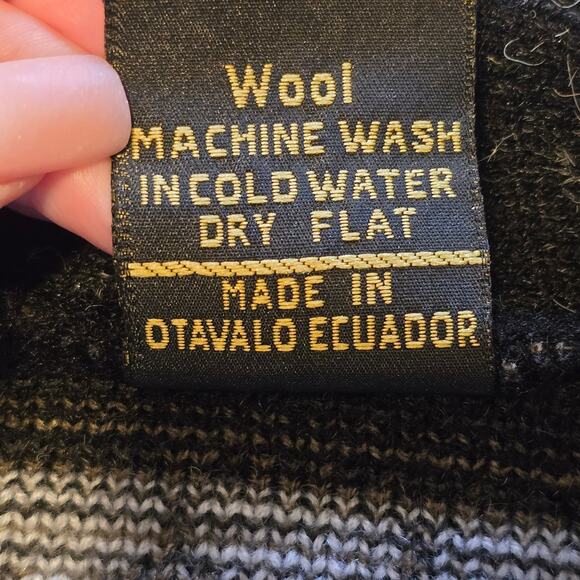 Wool
MACHINE WASH
IN COLD WATER
DRY FLAT
MADE IN
OTAVALO ECUADOR